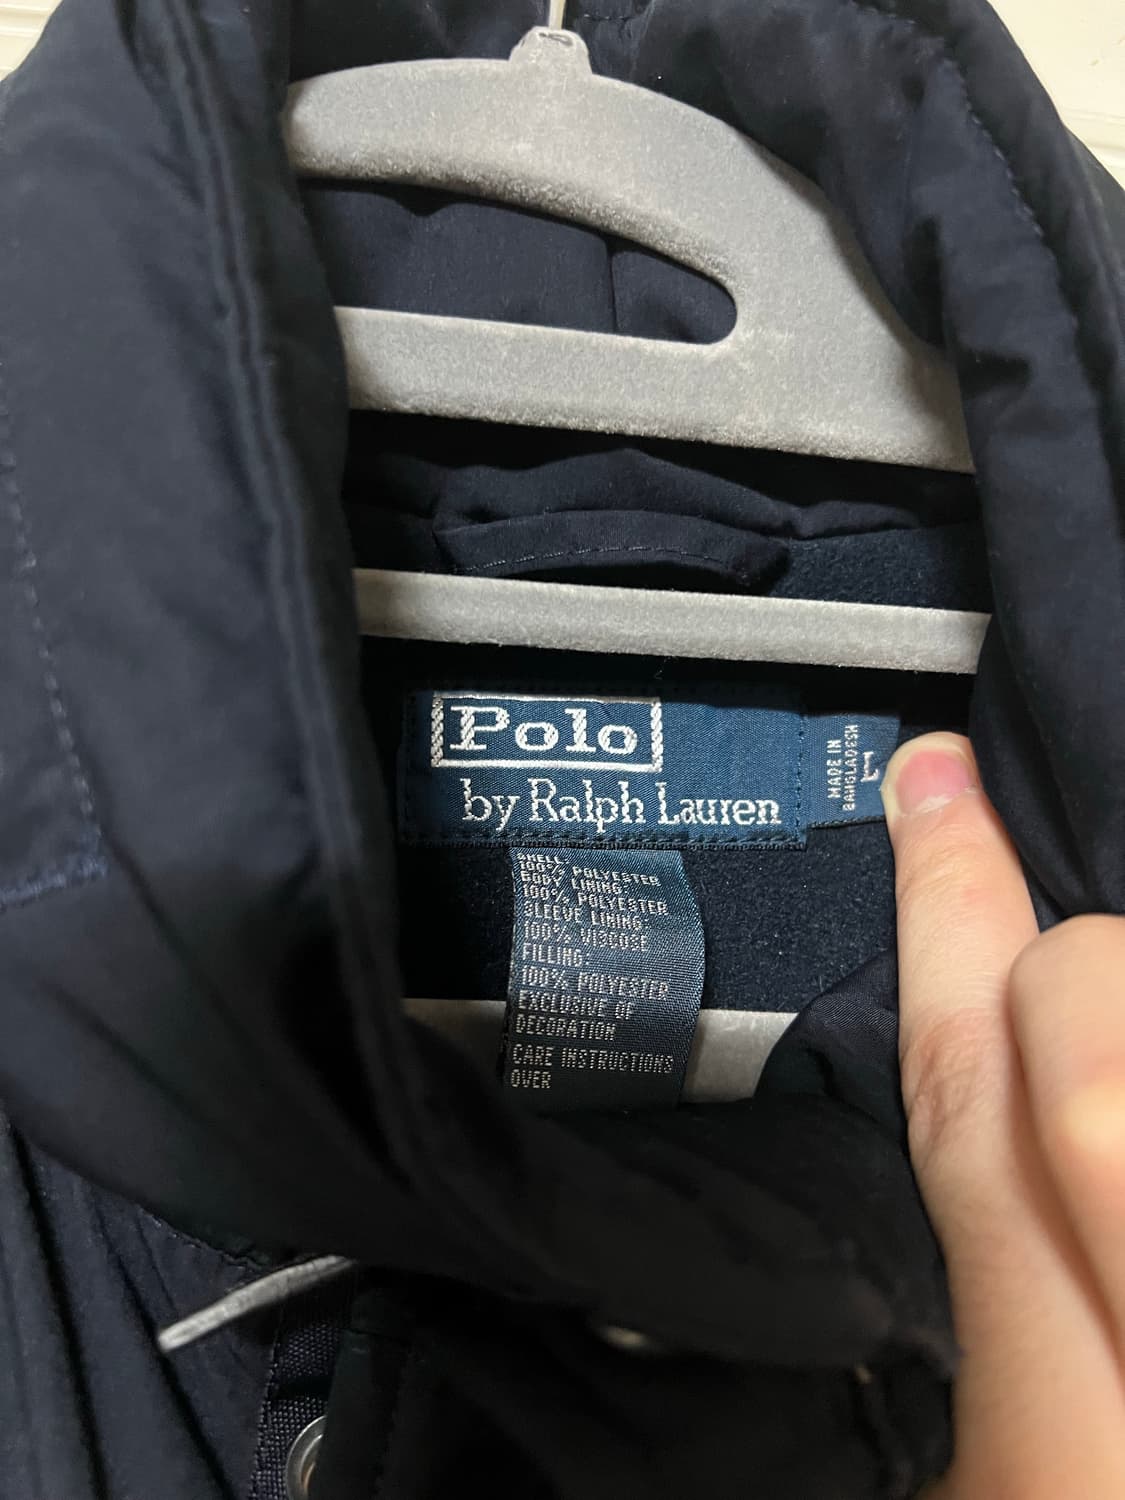 Polo
by Ralph Lauren
MADE IN
BANGLADESH
L
SHELL:
100% POLYESTER
BODY LINING:
100% POLYESTER
SLEEVE LINING:
100% VISCOSE
FILLING:
100% POLYESTER
EXCLUSIVE OF
DECORATION
CARE INSTRUCTIONS
OVER